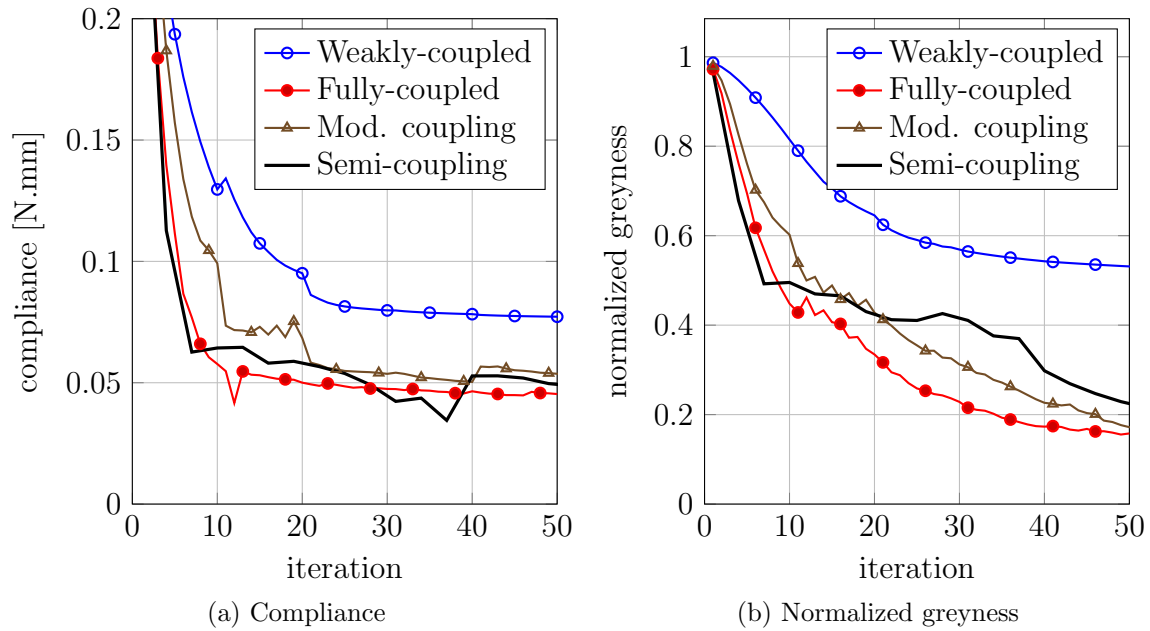 0.2
0.15
0.1
0.05
0
compliance [N.mm]
Weakly-coupled
Fully-coupled
Mod. coupling
Semi-coupling
0 10 20 30 40 50
iteration
(a) Compliance
1
0.8
0.6
0.4
0.2
0
normalized greyness
Weakly-coupled
Fully-coupled
Mod. coupling
Semi-coupling
0 10 20 30 40 50
iteration
(b) Normalized greyness